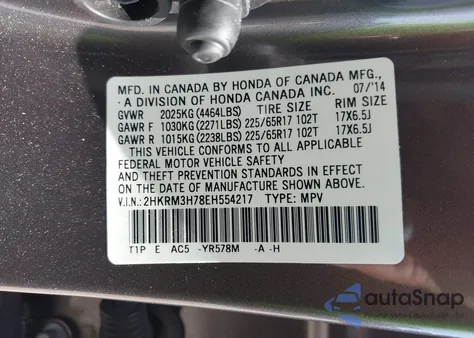 MFD. IN CANADA BY HONDA OF CANADA MFG.,
A DIVISION OF HONDA CANADA INC. 07/'14
GVWR 2025KG(4464LBS) TIRE SIZE RIM SIZE
GAWR F 1030KG(2271LBS) 225/65R17 102T 17X6.5J
GAWR R 1015KG(2238LBS) 225/65R17 102T 17X6.5J
THIS VEHICLE CONFORMS TO ALL APPLICABLE
FEDERAL MOTOR VEHICLE SAFETY
AND THEFT PREVENTION STANDARDS IN EFFECT
ON THE DATE OF MANUFACTURE SHOWN ABOVE.
V.I.N.: 2HKRM3H78EH554217 TYPE: MPV
T1P E AC5 -YR578M -A -H
autoSnap